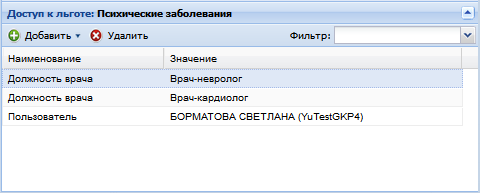 Доступ к льготе: Психические заболевания
Добавить Удалить Фильтр:
Наименование Значение
Должность врача Врач-невролог
Должность врача Врач-кардиолог
Пользователь БОРМАТОВА СВЕТЛАНА (YuTestGKP4)